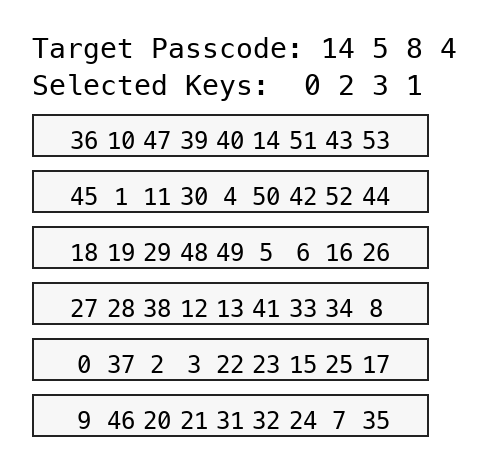 Target Passcode: 14 5 8 4
Selected Keys: 0 2 3 1
36 10 47 39 40 14 51 43 53
45 1 11 30 4 50 42 52 44
18 19 29 48 49 5 6 16 26
27 28 38 12 13 41 33 34 8
0 37 2 3 22 23 15 25 17
9 46 20 21 31 32 24 7 35